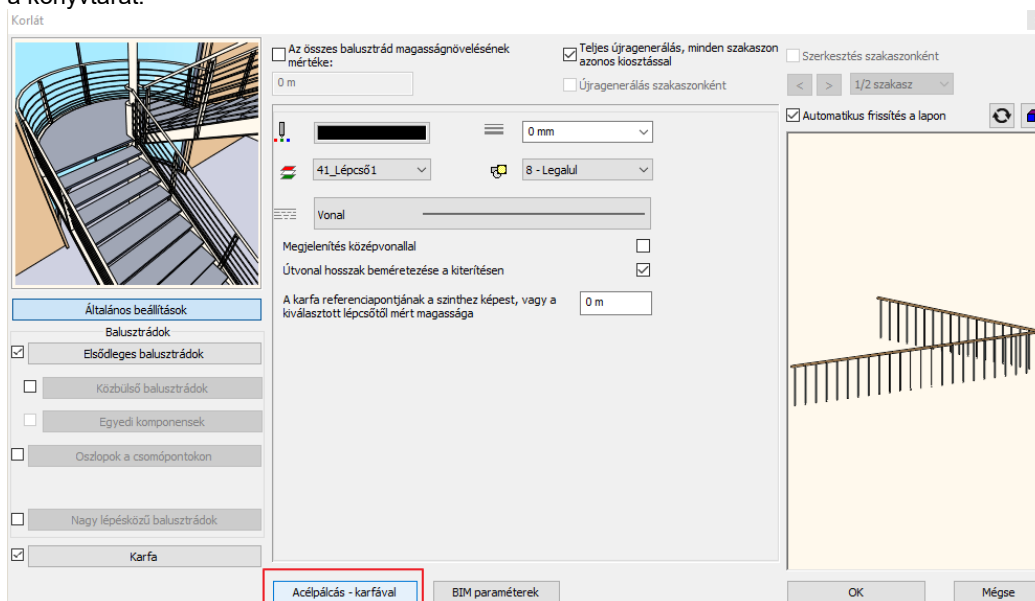 a könyvtárat.
Korlát
Az összes balusztrád magasságnövelésének mértéke:
0 m
Teljes újragenerálás, minden szakaszon azonos kiosztással
Újragenerálás szakaszonként
Szerkesztés szakaszonként
< > 1/2 szakasz
Automatikus frissítés a lapon
0 mm
41_Lépcső1
8 - Legalul
Vonal
Megjelenítés középvonallal
Útvonal hosszak beméretezése a kiterítésen
A karfa referenciapontjának a szinthez képest, vagy a kiválasztott lépcsőtől mért magassága
0 m
Általános beállítások
Balusztrádok
Elsődleges balusztrádok
Közbülső balusztrádok
Egyedi komponensek
Oszlopok a csomópontokon
Nagy lépésközű balusztrádok
Karfa
Acélpálcás - karfával
BIM paraméterek
OK
Mégse